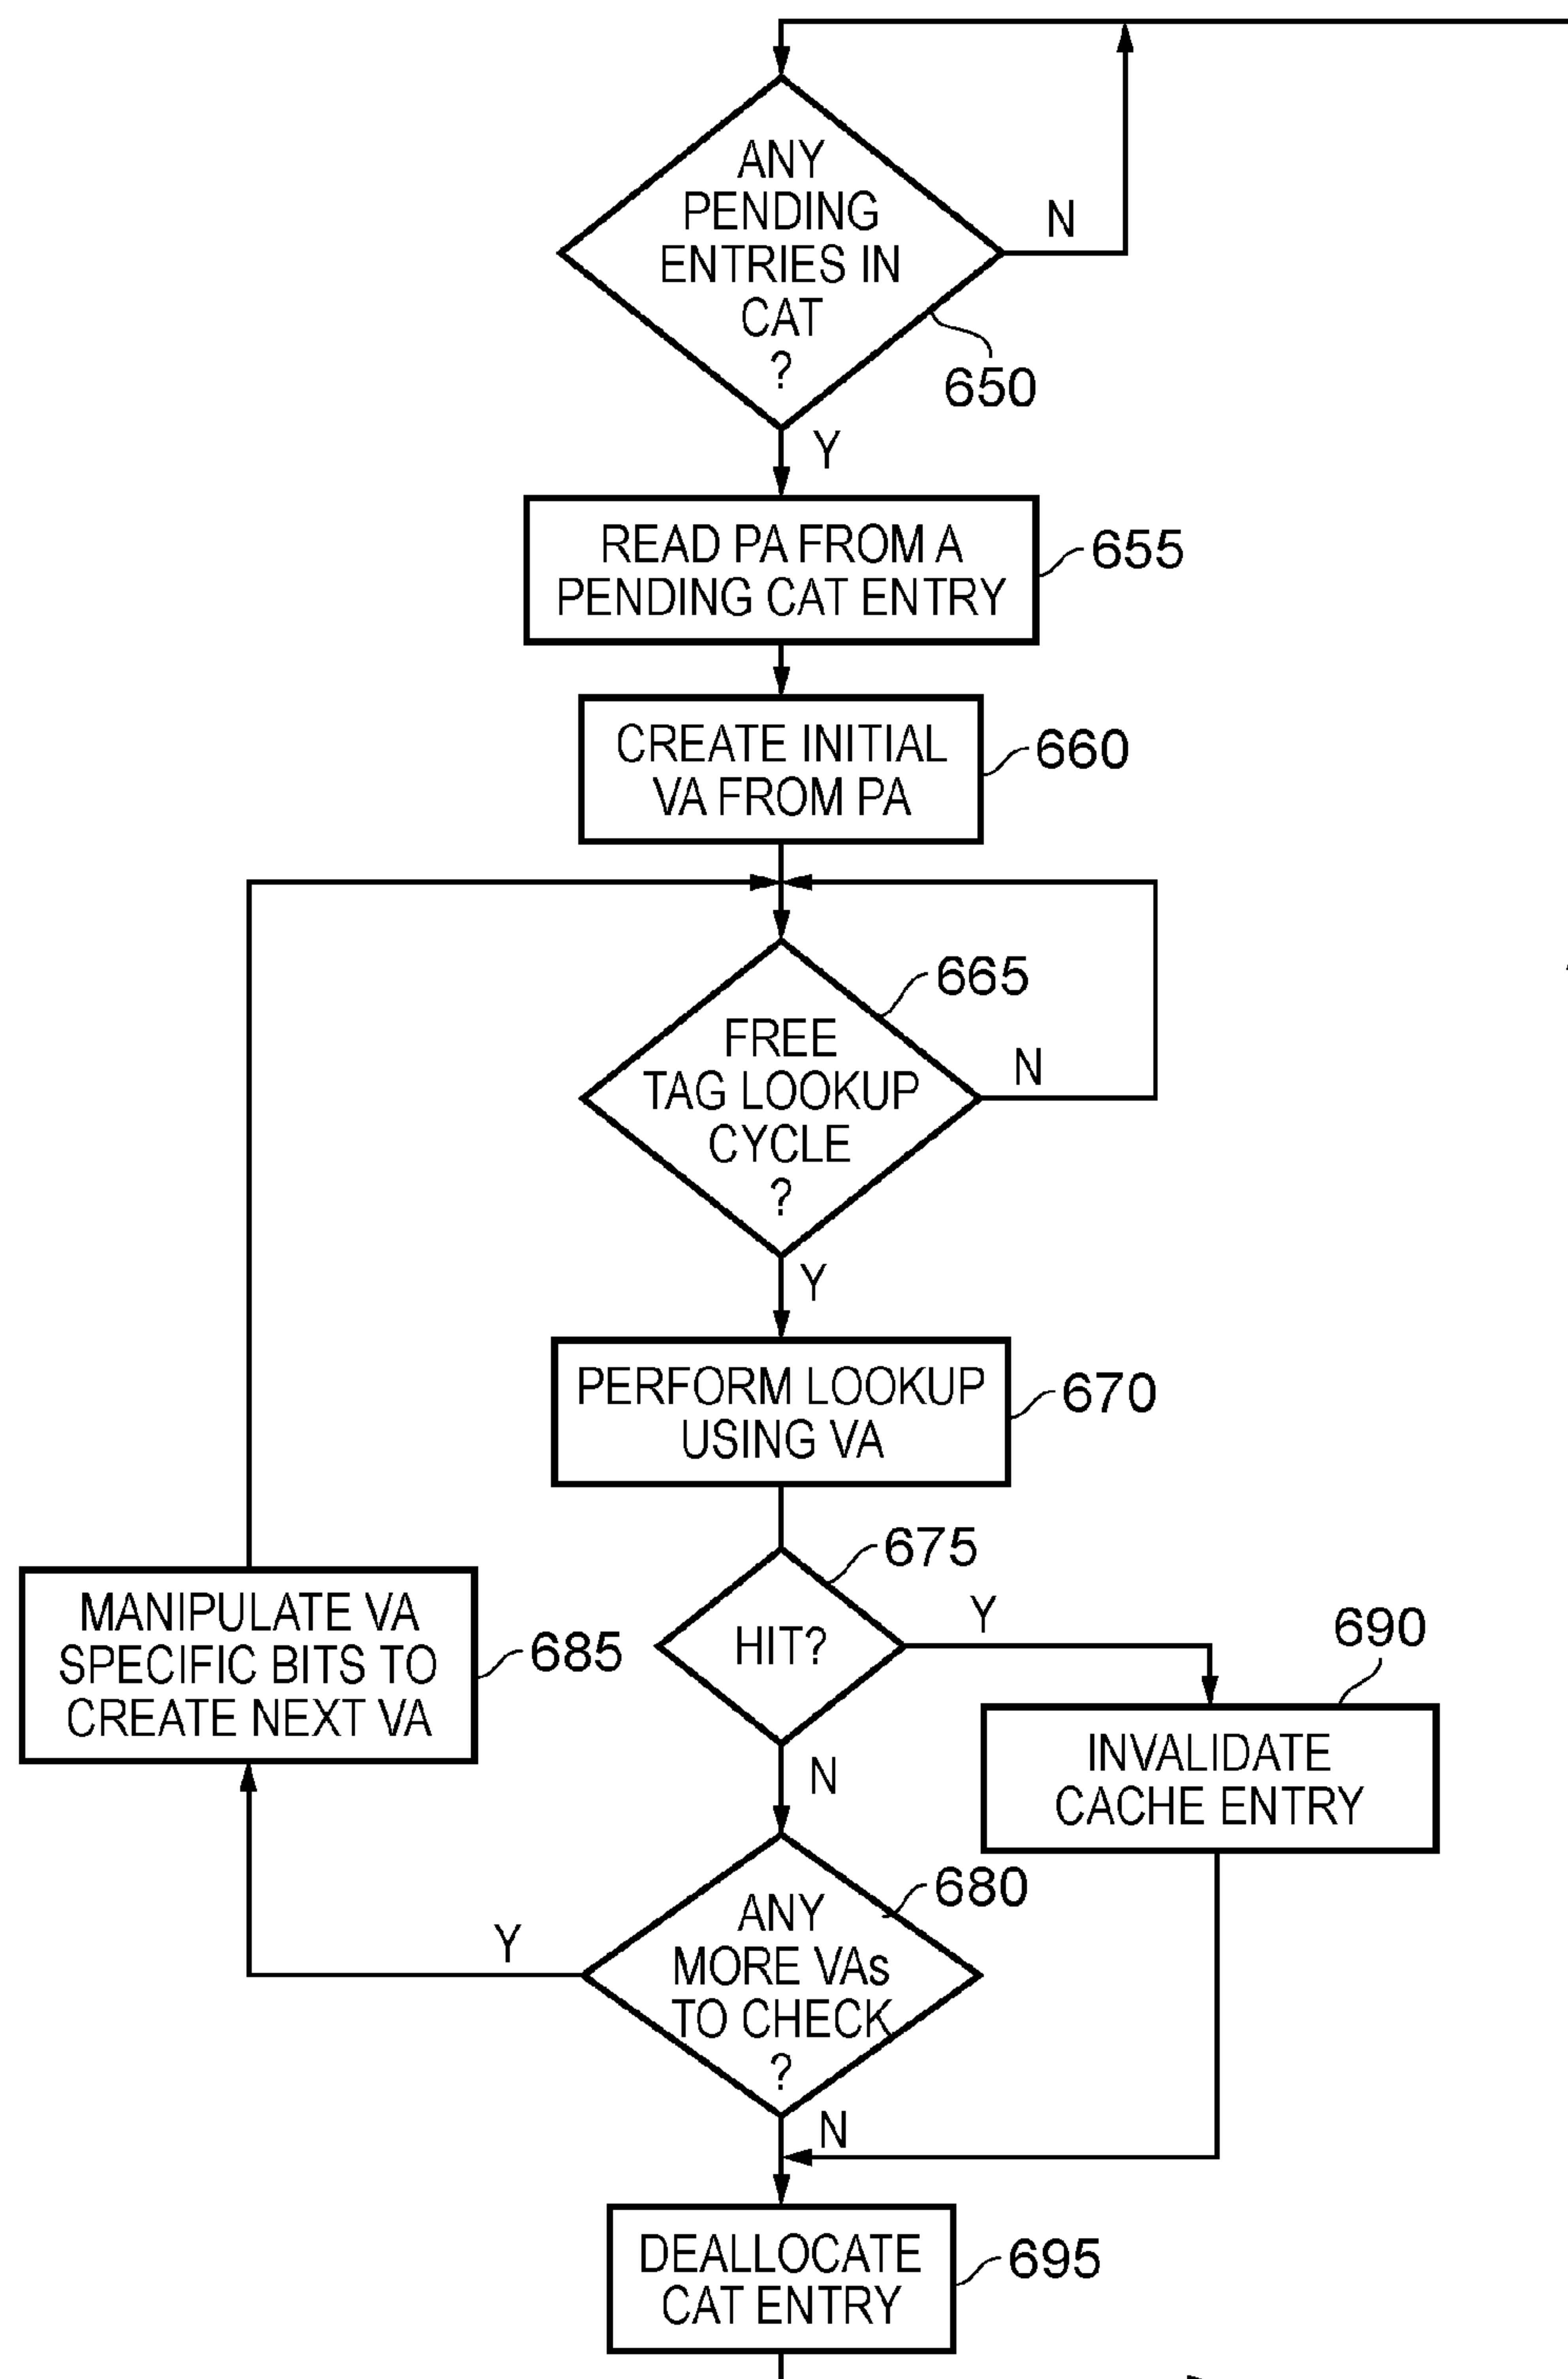 ANY
PENDING
ENTRIES IN
CAT
?
N
650
Y
READ PA FROM A
PENDING CAT ENTRY
655
CREATE INITIAL
VA FROM PA
660
665
FREE
TAG LOOKUP
CYCLE
?
N
Y
PERFORM LOOKUP
USING VA
670
675
HIT?
Y
690
MANIPULATE VA
SPECIFIC BITS TO
CREATE NEXT VA
685
N
INVALIDATE
CACHE ENTRY
680
ANY
MORE VAs
TO CHECK
?
Y
N
DEALLOCATE
CAT ENTRY
695